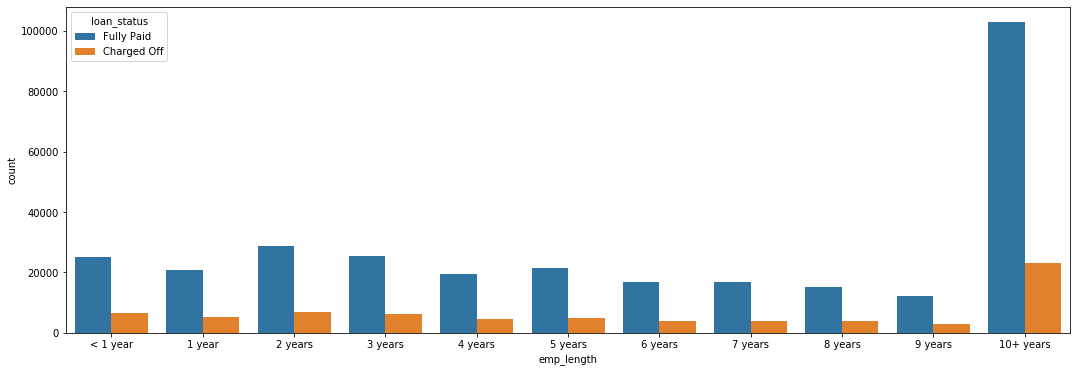 loan_status
Fully Paid
Charged Off
count
100000
80000
60000
40000
20000
0
< 1 year 1 year 2 years 3 years 4 years 5 years 6 years 7 years 8 years 9 years 10+ years
emp_length